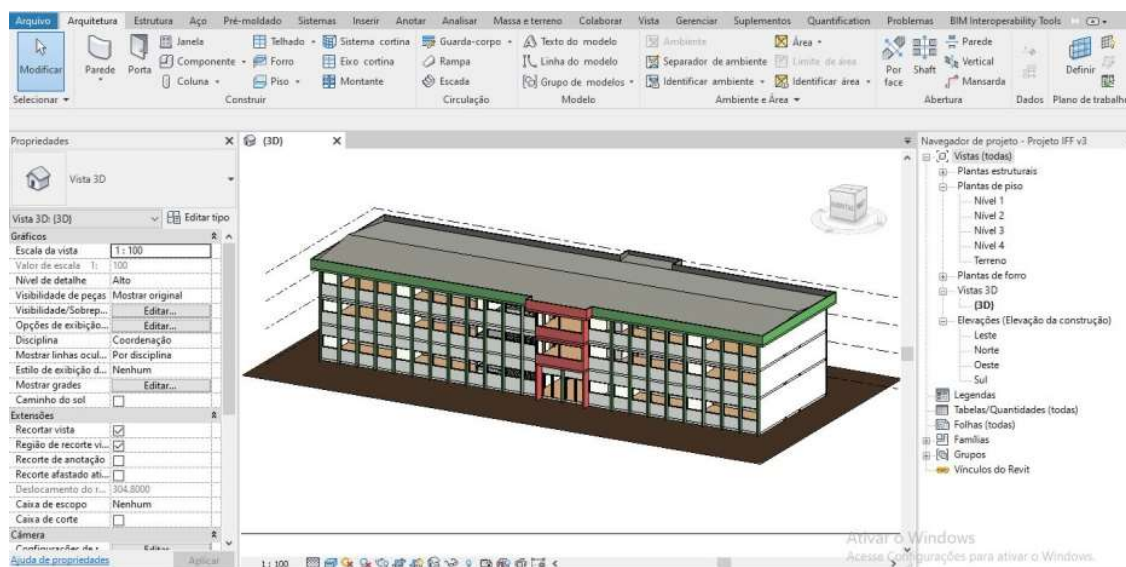 Arquivo Arquitetura Estrutura Aço Pré-moldado Sistemas Inserir Anotar Analisar Massa e terreno Colaborar Vista Gerenciar Suplementos Quantification Problemas BIM Interoperability Tools
Janela Telhado Sistema cortina Guarda-corpo Texto do modelo Ambiente Área Parede
Modificar Parede Porta Componente Forro Eixo cortina Rampa Linha do modelo Separador de ambiente Limite de área Por face Shaft Vertical Definir
Coluna Piso Montante Escada Grupo de modelos Identificar ambiente Identificar área Mansarda
Selecionar Construir Circulação Modelo Ambiente e Área Abertura Dados Plano de trabalho
Propriedades X (3D) X Navegador de projeto - Projeto IFF v3
Vista 3D
Vista 3D: {3D} Editar tipo
Gráficos
Escala da vista 1 : 100
Valor de escala 1: 100
Nível de detalhe Alto
Visibilidade de peças Mostrar original
Visibilidade/Sobrep... Editar...
Opções de exibição... Editar...
Disciplina Coordenação
Mostrar linhas ocul... Por disciplina
Estilo de exibição d... Nenhum
Mostrar grades Editar...
Caminho do sol
Extensões
Recortar vista
Região de recorte vi...
Recorte de anotação
Recorte afastado ati...
Deslocamento do r... 304.8000
Caixa de escopo Nenhum
Caixa de corte
Câmera
Ajuda de propriedades Aplicar
1 : 100
Vistas (todas)
Plantas estruturais
Plantas de piso
Nível 1
Nível 2
Nível 3
Nível 4
Terreno
Plantas de forro
Vistas 3D
(3D)
Elevações (Elevação da construção)
Leste
Norte
Oeste
Sul
Legendas
Tabelas/Quantidades (todas)
Folhas (todas)
Famílias
Grupos
Vínculos do Revit
Ativar o Windows
Acesse Configurações para ativar o Windows.